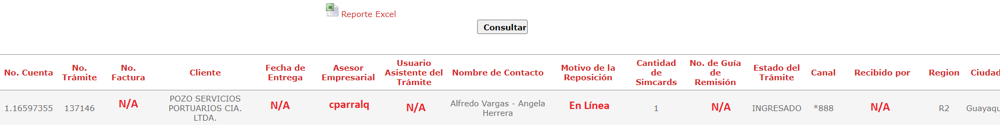 Reporte Excel
Consultar
No. Cuenta
No.
Trámite
No.
Factura
Cliente
Fecha de
Entrega
Asesor
Empresarial
Usuario
Asistente del
Trámite
Nombre de Contacto
Motivo de la
Reposición
Cantidad
de
Simcards
No. de Guía
de
Remisión
Estado del
Trámite
Canal
Recibido por
Region
Ciudad
1.16597355
137146
N/A
POZO SERVICIOS
PORTUARIOS CIA.
LTDA.
N/A
cparralq
N/A
Alfredo Vargas - Angela
Herrera
En Línea
1
N/A
INGRESADO
*888
N/A
R2
Guayaqu